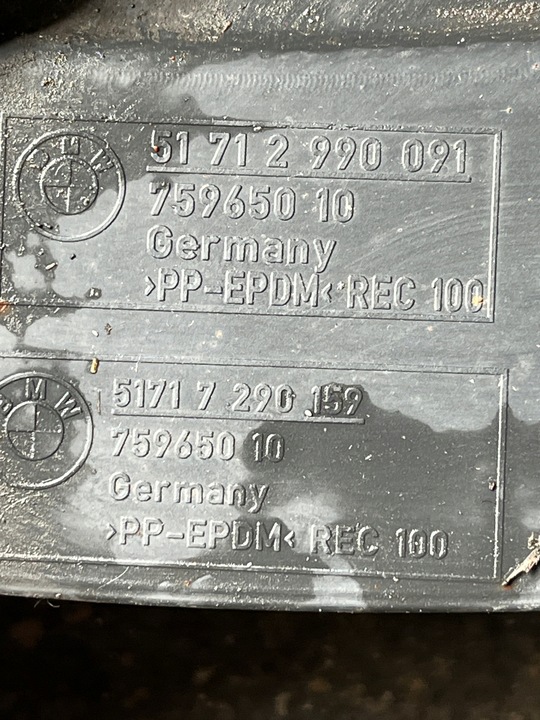 BMW
51 71 2 990 091
759650 10
Germany
>PP-EPDM< REC 100
BMW
5171 7 290 159
759650 10
Germany
>PP-EPDM< REC 100